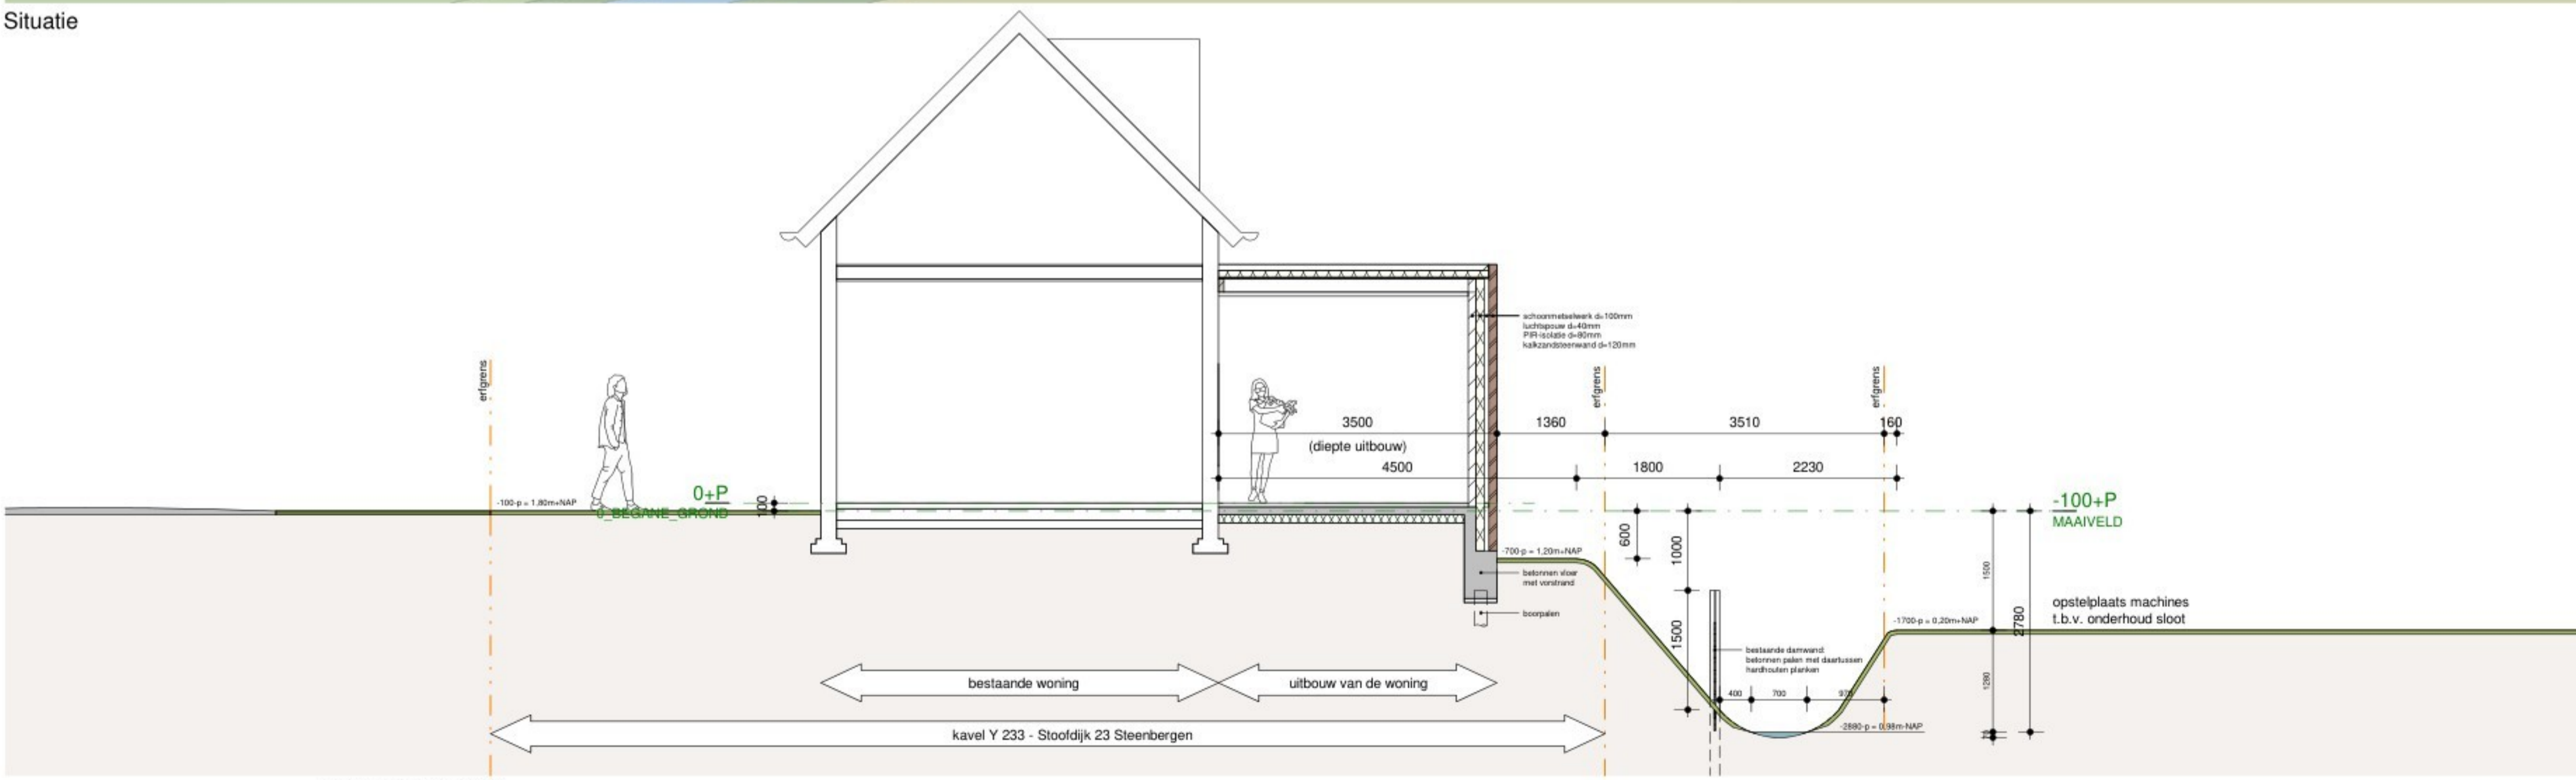 Situatie
schoonmetselwerk d=100mm
luchtspouw d=40mm
PIR-isolatie d=80mm
kalkzandsteenwand d=120mm
erfgrens
erfgrens
erfgrens
3500
1360
3510
160
(diepte uitbouw)
4500
1800
2230
-100-p = 1,80m+NAP
0+P
0_BEGANE_GROND
100
-100+P
MAAIVELD
600
1000
1500
-700-p = 1,20m+NAP
betonnen vloer
met vorstrand
boorpalen
1500
2780
1280
opstelplaats machines
t.b.v. onderhoud sloot
-1700-p = 0,20m+NAP
bestaande damwand:
betonnen palen met daartussen
hardhouten planken
400
700
970
-2880-p = 0,98m-NAP
bestaande woning
uitbouw van de woning
kavel Y 233 - Stoofdijk 23 Steenbergen